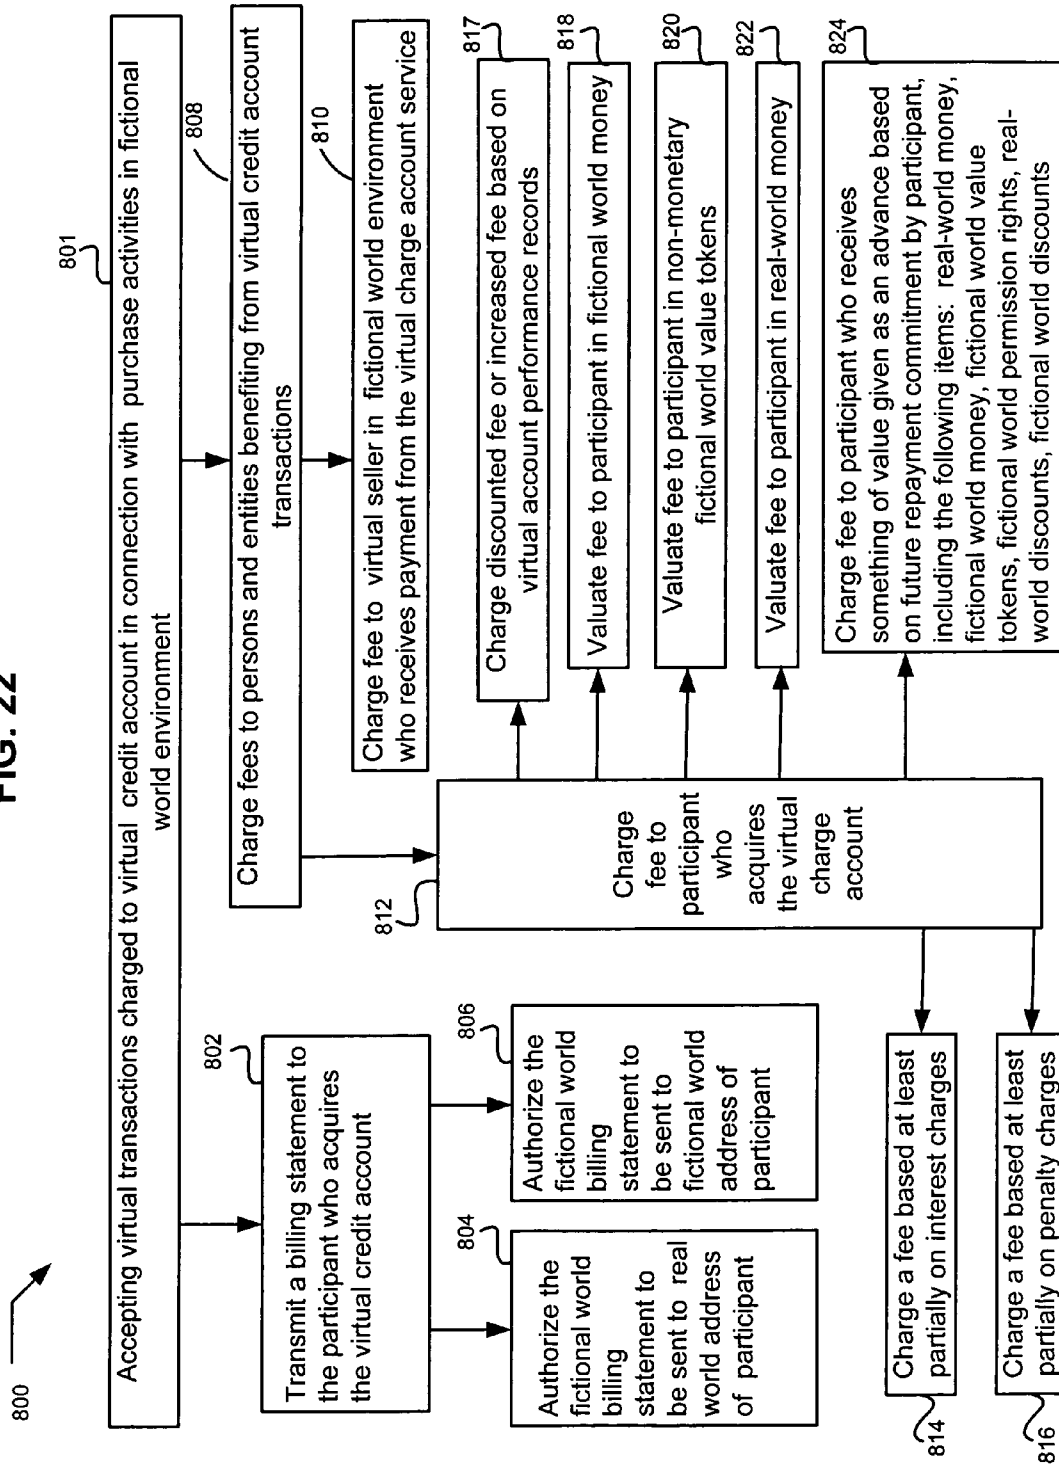 FIG. 22
800
801
Accepting virtual transactions charged to virtual credit account in connection with purchase activities in fictional
world environment
802
Transmit a billing statement to
the participant who acquires
the virtual credit account
804
Authorize the
fictional world
billing
statement to
be sent to real
world address
of participant
806
Authorize the
fictional world
billing
statement to
be sent to
fictional world
address of
participant
808
Charge fees to persons and entities benefiting from virtual credit account
transactions
810
Charge fee to virtual seller in fictional world environment
who receives payment from the virtual charge account service
812
Charge
fee to
participant
who
acquires
the virtual
charge
account
814
Charge a fee based at least
partially on interest charges
816
Charge a fee based at least
partially on penalty charges
817
Charge discounted fee or increased fee based on
virtual account performance records
818
Valuate fee to participant in fictional world money
820
Valuate fee to participant in non-monetary
fictional world value tokens
822
Valuate fee to participant in real-world money
824
Charge fee to participant who receives
something of value given as an advance based
on future repayment commitment by participant,
including the following items: real-world money,
fictional world money, fictional world value
tokens, fictional world permission rights, real-
world discounts, fictional world discounts